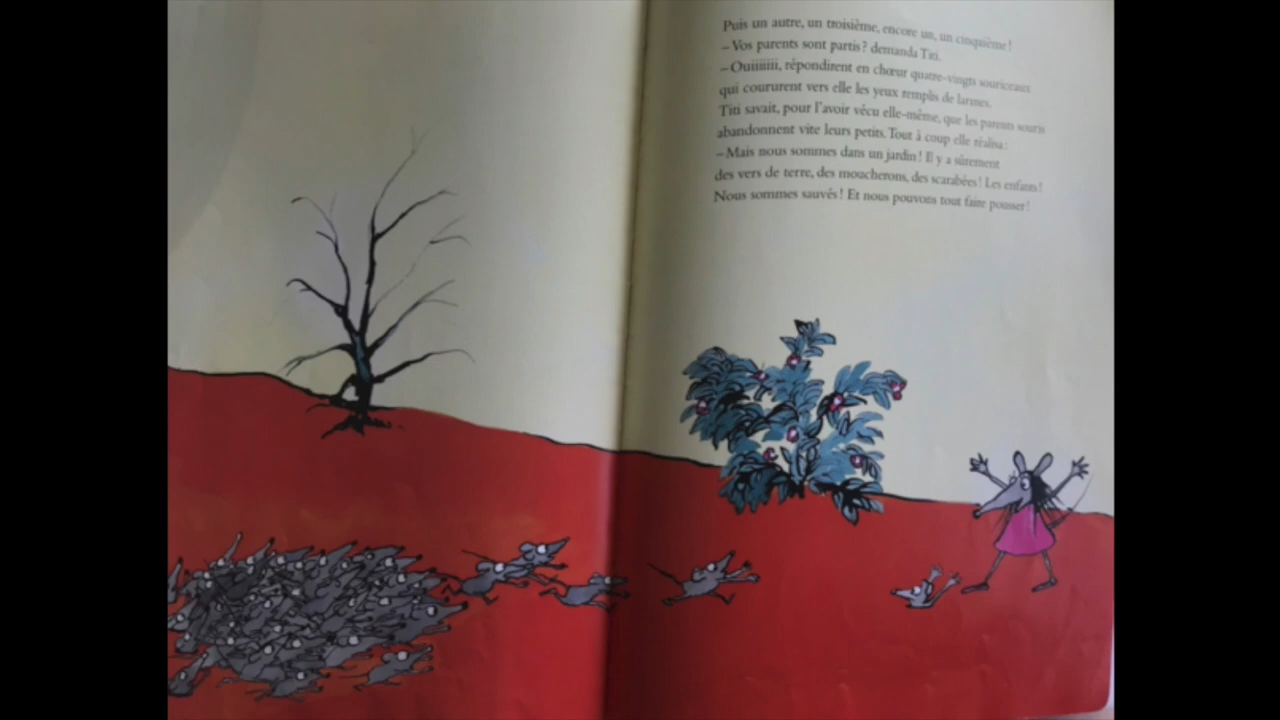 Puis un autre, un troisième, encore un, un cinquième !
– Vos parents sont partis ? demanda Titi.
– Ouiiiiiii, répondirent en chœur quatre-vingts souriceaux
qui coururent vers elle les yeux remplis de larmes.
Titi savait, pour l'avoir vécu elle-même, que les parents souris
abandonnent vite leurs petits. Tout à coup elle réalisa :
– Mais nous sommes dans un jardin ! Il y a sûrement
des vers de terre, des moucherons, des scarabées ! Les enfants !
Nous sommes sauvés ! Et nous pouvons tout faire pousser !